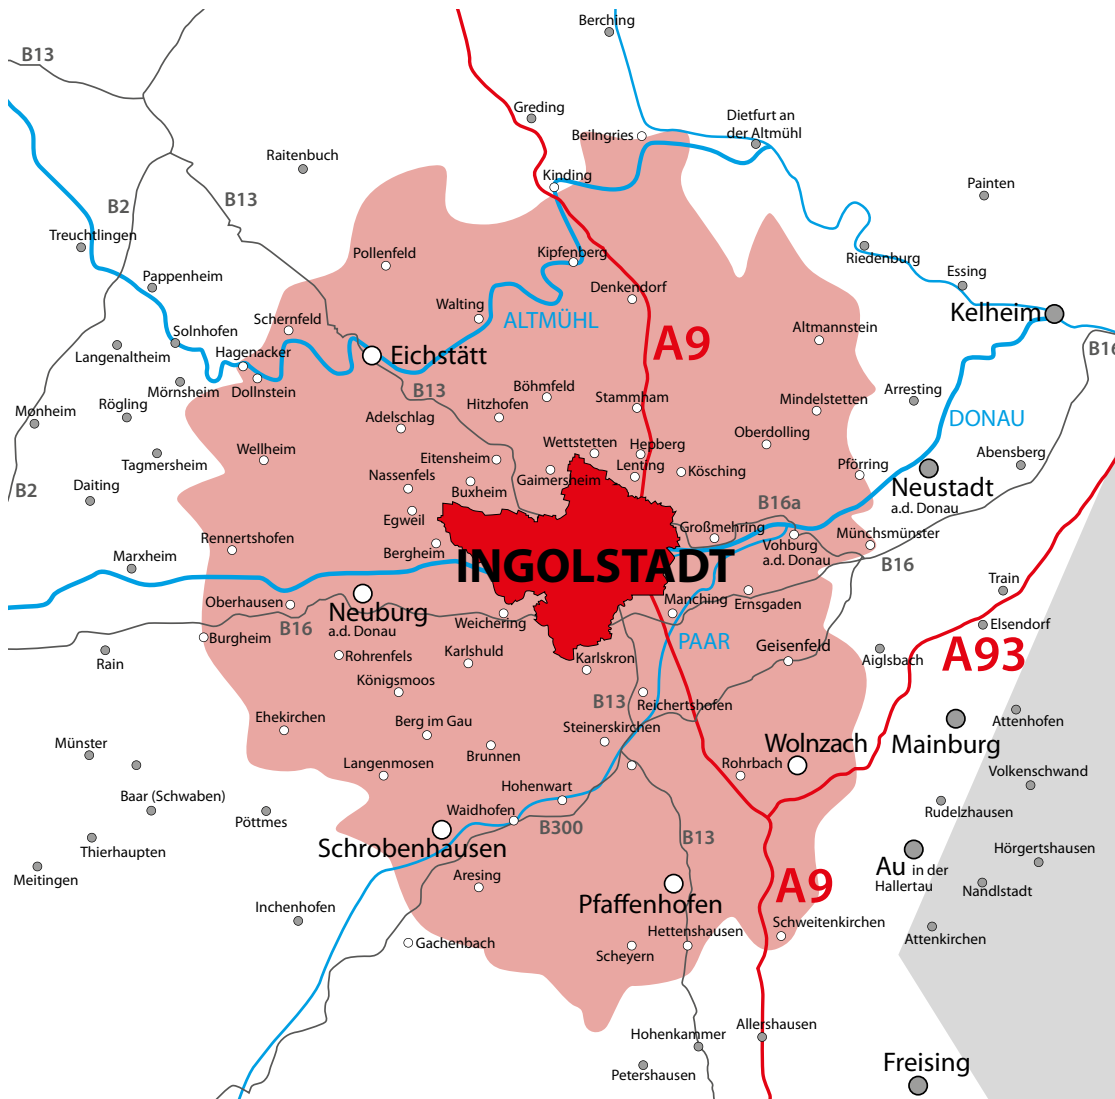 Berching
B13
Greding
Dietfurt an
der Altmühl
Beilngries
Raitenbuch
Kinding
Painten
B13
B2
Treuchtlingen
Pollenfeld
Kipfenberg
Riedenburg
Pappenheim
Essing
Denkendorf
Walting
Kelheim
Schernfeld
ALTMÜHL
Altmannstein
Solnhofen
A9
B16
Hagenacker
Langenaltheim
Eichstätt
Mörnsheim
Dollnstein
B13
Böhmfeld
Arresting
Stammham
Mindelstetten
Rögling
Hitzhofen
Monheim
Adelschlag
DONAU
Oberdolling
Wettstetten
Hepberg
Wellheim
Abensberg
Eitensheim
Lenting
Tagmersheim
Kösching
Pförring
Nassenfels
Gaimersheim
Daiting
B2
Buxheim
Neustadt
a.d. Donau
B16a
Egweil
Großmehring
Rennertshofen
Münchsmünster
Bergheim
Vohburg
a.d. Donau
Marxheim
INGOLSTADT
B16
Train
Oberhausen
Neuburg
a.d. Donau
Manching
Ernsgaden
B16
Weichering
Elsendorf
Burgheim
PAAR
Geisenfeld
A93
Rain
Rohrenfels
Karlshuld
Karlskron
Aiglsbach
Königsmoos
B13
Reichertshofen
Ehekirchen
Berg im Gau
Steinerskirchen
Attenhofen
Münster
Wolnzach
Mainburg
Brunnen
Langenmosen
Rohrbach
Volkenschwand
Hohenwart
Baar (Schwaben)
Waidhofen
Rudelzhausen
Pöttmes
B300
B13
Schrobenhausen
Hörgertshausen
Thierhaupten
Au in der
Hallertau
Meitingen
Aresing
A9
Nandlstadt
Pfaffenhofen
Inchenhofen
Schweitenkirchen
Hettenshausen
Attenkirchen
Gachenbach
Scheyern
Allershausen
Hohenkammer
Freising
Petershausen